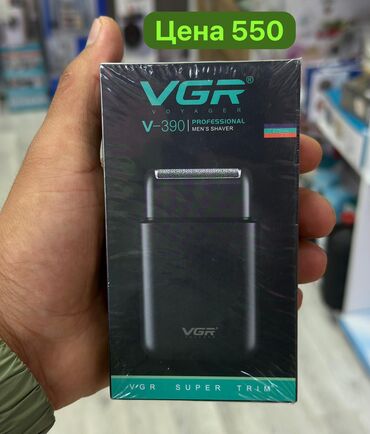 Цена 550
VGR®
VOYAGER
V-390 PROFESSIONAL
MEN'S SHAVER
VGR
VGR SUPER TRIM